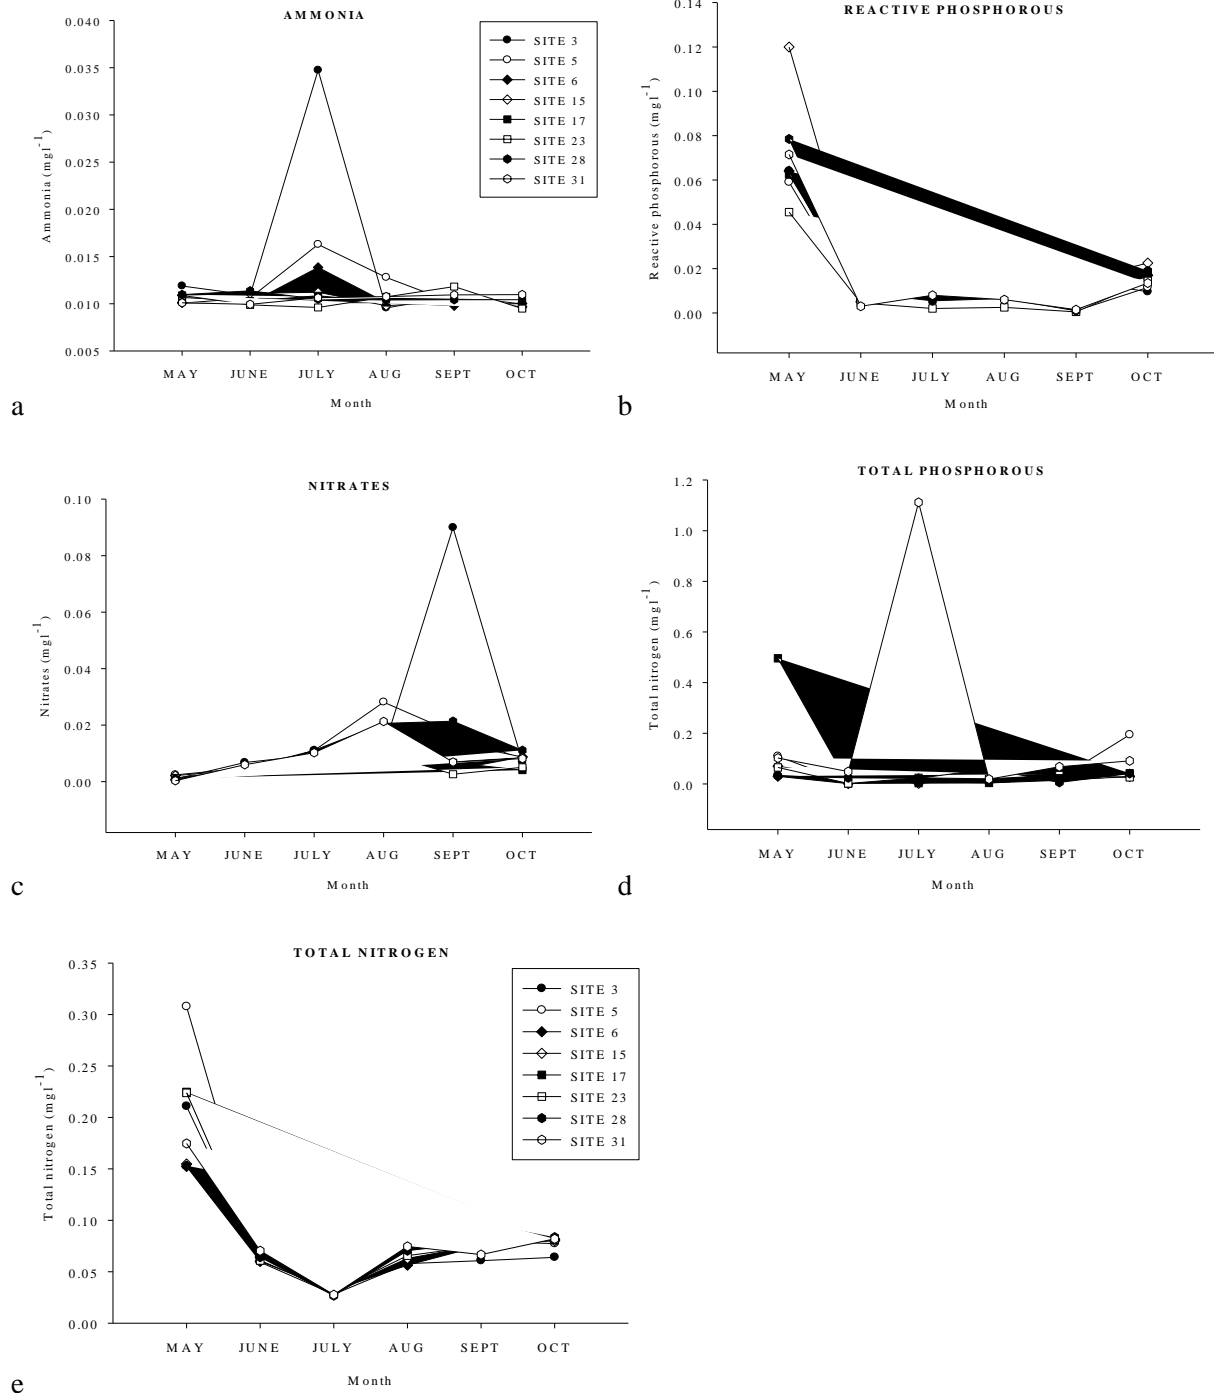 AMMONIA
0.040
0.035
0.030
0.025
0.020
0.015
0.010
0.005
Ammonia (mgl-1)
SITE 3
SITE 5
SITE 6
SITE 15
SITE 17
SITE 23
SITE 28
SITE 31
MAY JUNE JULY AUG SEPT OCT
Month
a
REACTIVE PHOSPHOROUS
0.14
0.12
0.10
0.08
0.06
0.04
0.02
0.00
Reactive phosphorous (mgl-1)
MAY JUNE JULY AUG SEPT OCT
Month
b
NITRATES
0.10
0.08
0.06
0.04
0.02
0.00
Nitrates (mgl-1)
MAY JUNE JULY AUG SEPT OCT
Month
c
TOTAL PHOSPHOROUS
1.2
1.0
0.8
0.6
0.4
0.2
0.0
Total nitrogen (mgl-1)
MAY JUNE JULY AUG SEPT OCT
Month
d
TOTAL NITROGEN
0.35
0.30
0.25
0.20
0.15
0.10
0.05
0.00
Total nitrogen (mgl-1)
SITE 3
SITE 5
SITE 6
SITE 15
SITE 17
SITE 23
SITE 28
SITE 31
MAY JUNE JULY AUG SEPT OCT
Month
e